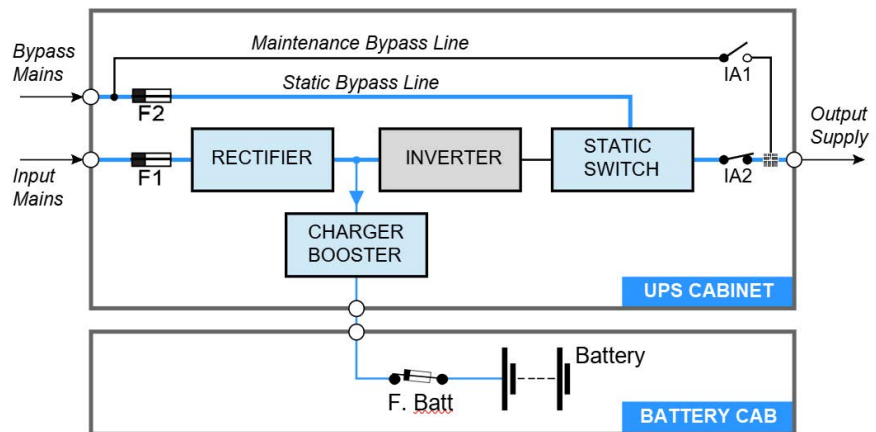 Maintenance Bypass Line
Bypass
Mains
IA1
Static Bypass Line
F2
Output
Supply
RECTIFIER
INVERTER
STATIC
SWITCH
F1
IA2
Input
Mains
CHARGER
BOOSTER
UPS CABINET
Battery
F. Batt
BATTERY CAB